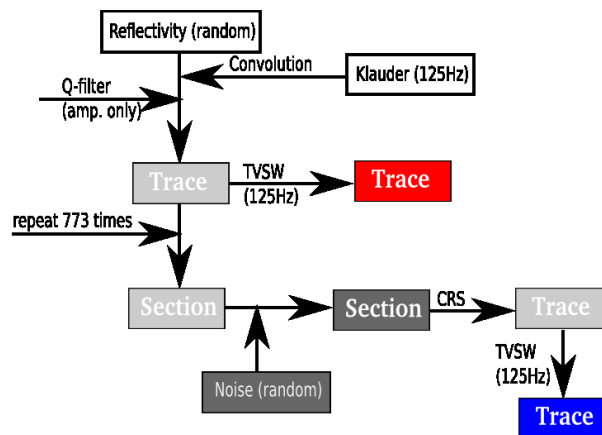 Reflectivity (random)
Convolution
Klauder (125Hz)
Q-filter
(amp. only)
Trace
TVSW
(125Hz)
Trace
repeat 773 times
Section
Section
CRS
Trace
Noise (random)
TVSW
(125Hz)
Trace